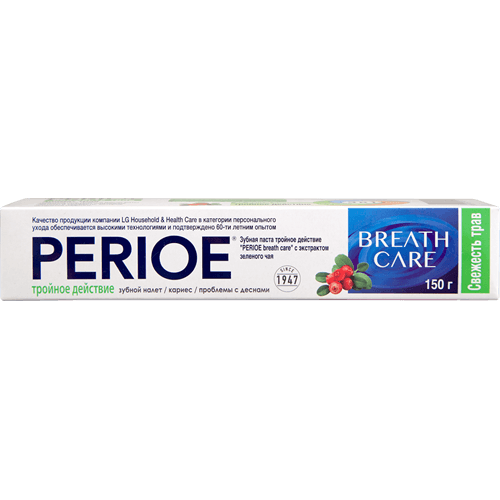 Качество продукции компании LG Household & Health Care в категории персонального
ухода обеспечивается высокими технологиями и подтверждено 60-ти летним опытом
PERIOE®
Зубная паста тройное действие
"PERIOE breath care" с экстрактом
зеленого чая
SINCE
1947
тройное действие
зубной налет / кариес / проблемы с деснами
BREATH
CARE
150 г
Свежесть трав